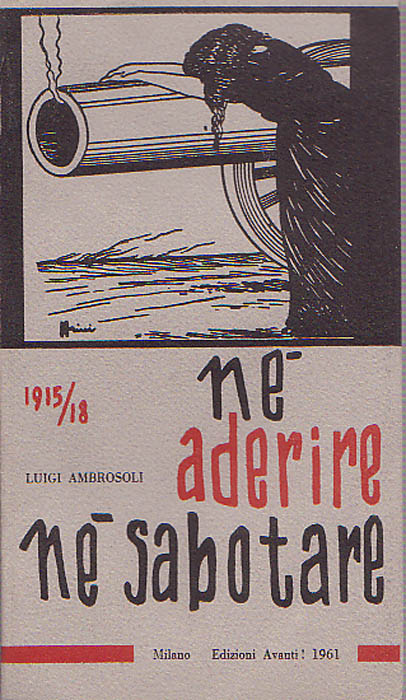 1915/18
né
aderire
LUIGI AMBROSOLI
né sabotare
Milano Edizioni Avanti! 1961